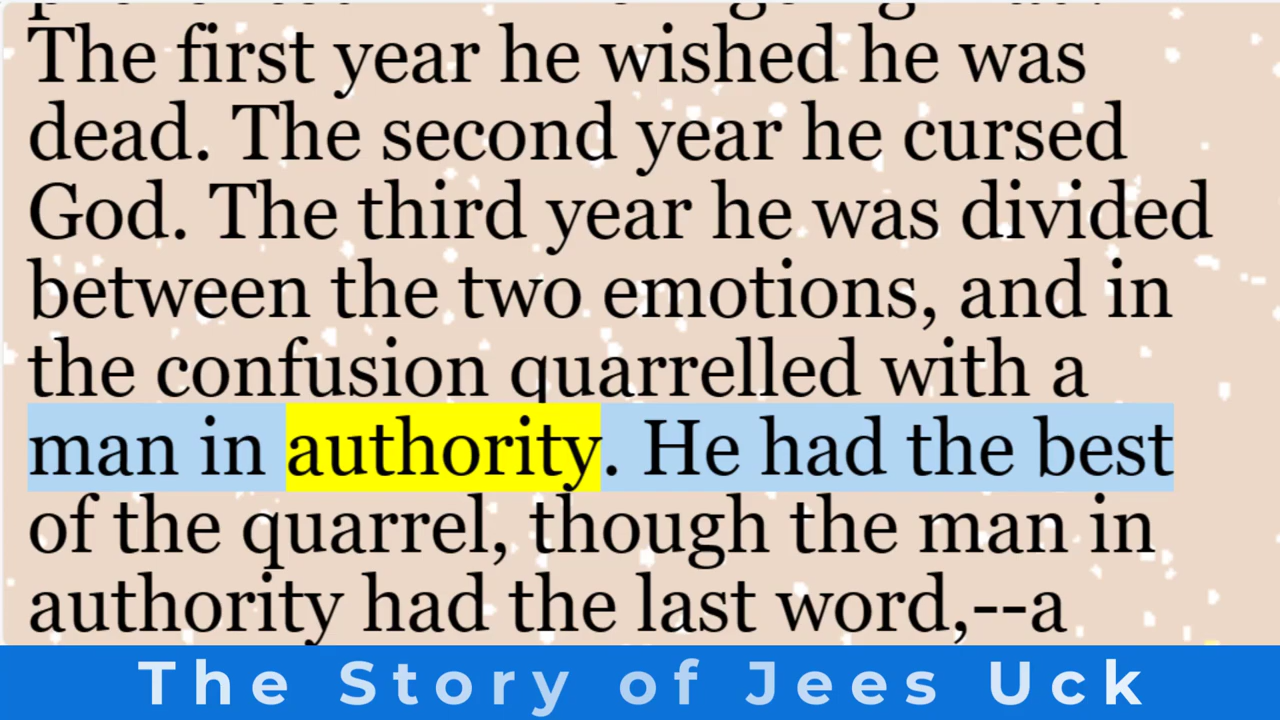 The first year he wished he was
dead. The second year he cursed
God. The third year he was divided
between the two emotions, and in
the confusion quarrelled with a
man in authority. He had the best
of the quarrel, though the man in
authority had the last word,--a
The Story of Jees Uck